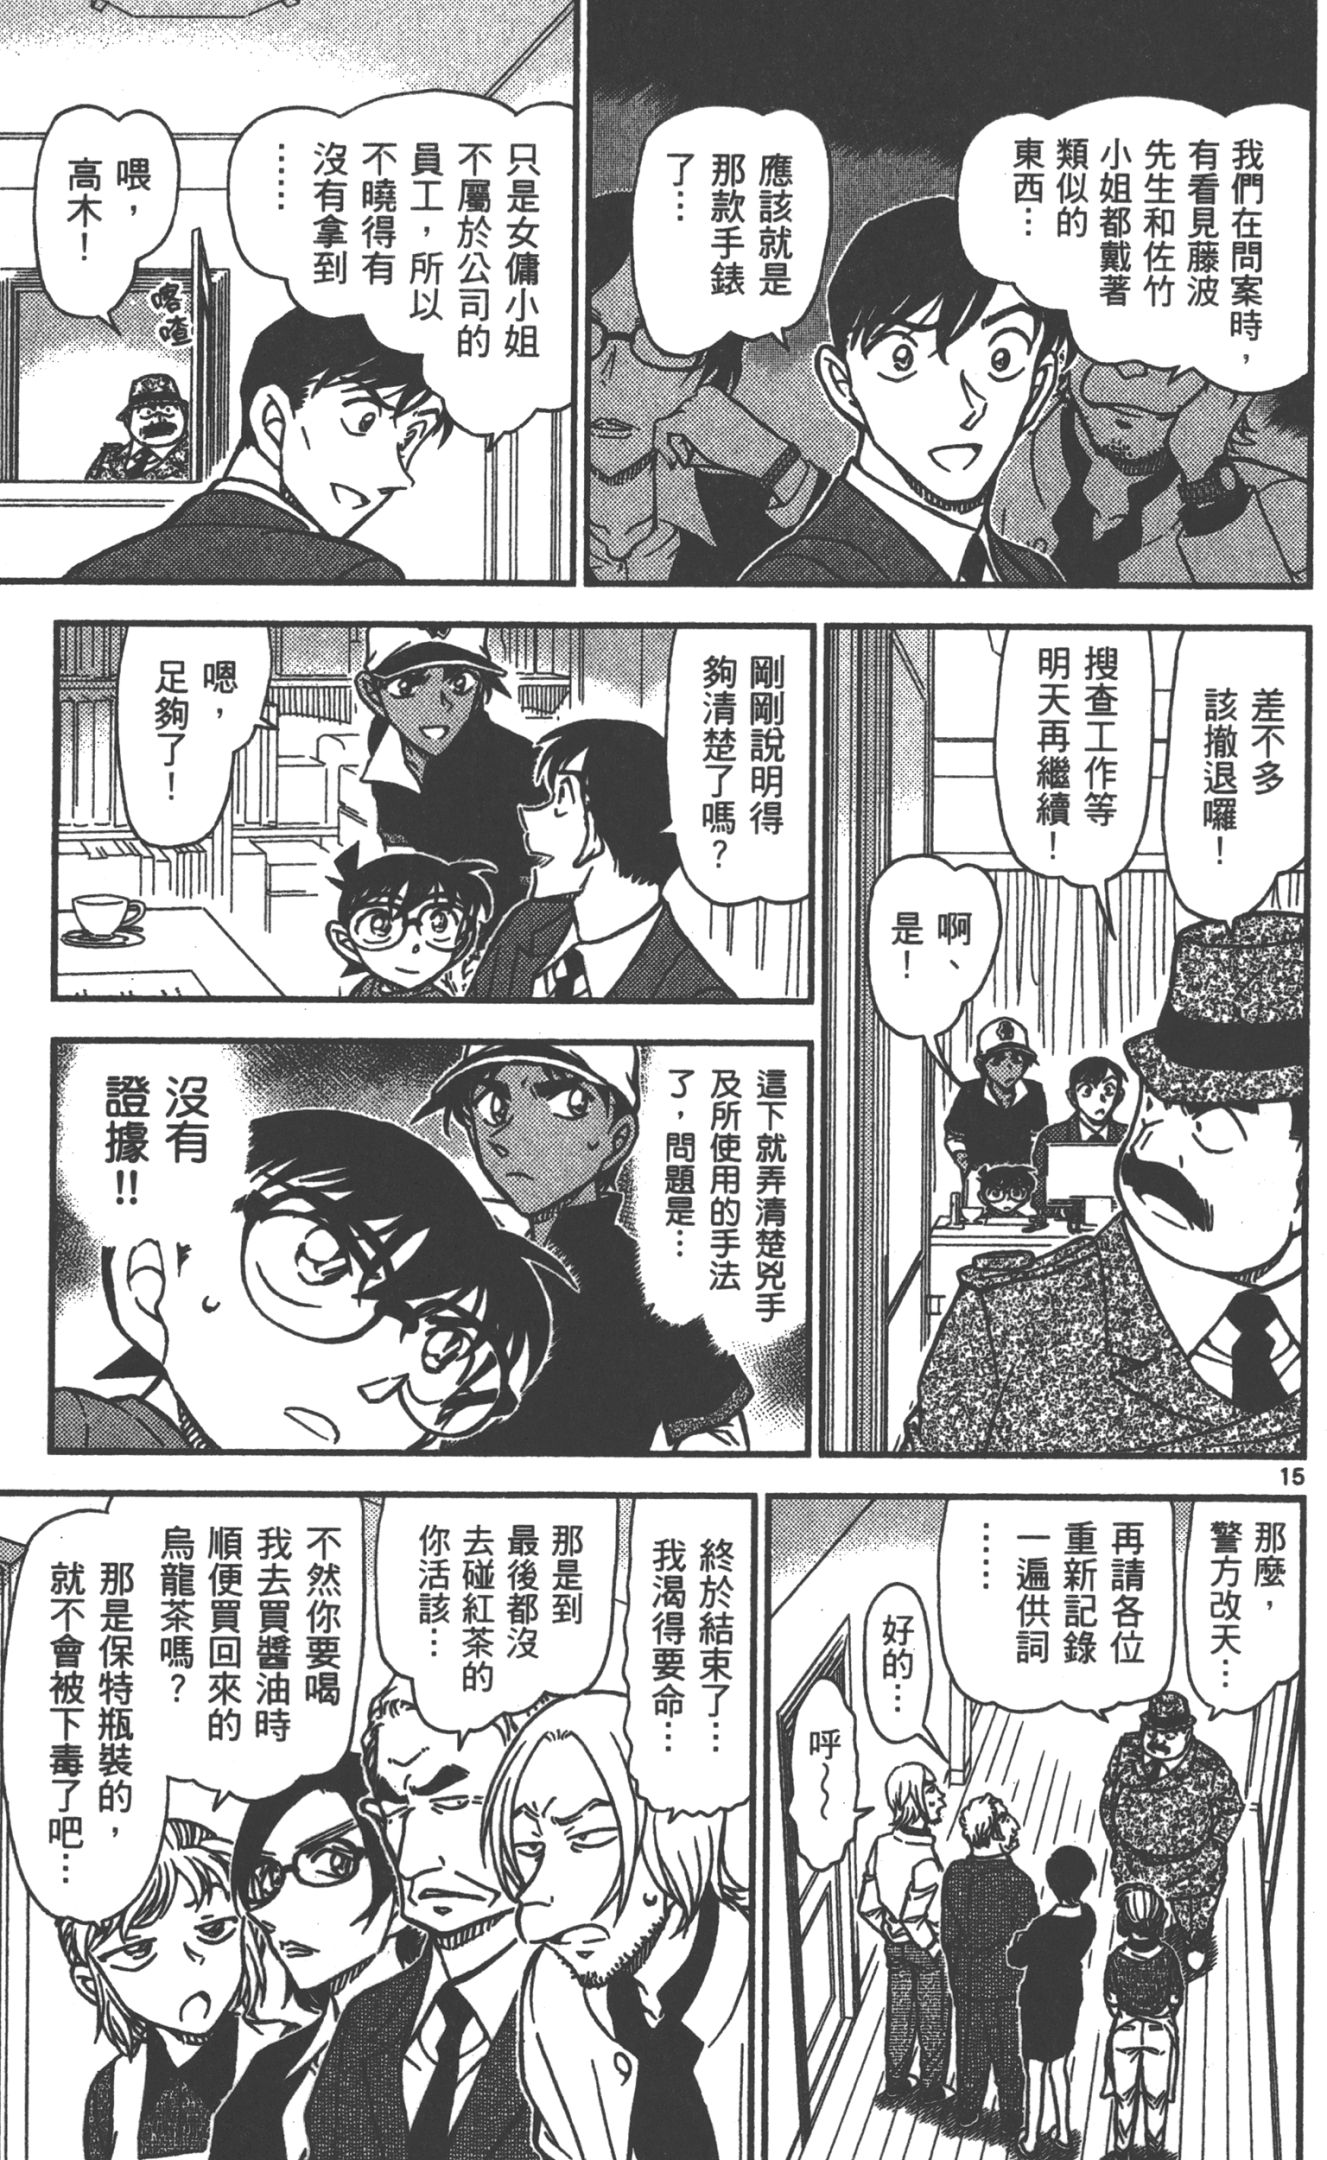 我們在問案時，
有看見藤波
先生和佐竹
小姐都戴著
類似的
東西…
應該就是
那款手錶
了…
只是女傭小姐
不屬於公司的
員工，所以
不曉得有
沒有拿到
……
喀喳
喂，
高木！
差不多
該撤退囉！
搜查工作等
明天再繼續！
啊、
是！
剛剛說明得
夠清楚了嗎？
嗯，
足夠了！
這下就弄清楚兇手
及所使用的手法
了，問題是…
沒有
證據!!
15
那麼，
警方改天…
再請各位
重新記錄
一遍供詞
……
好的…
呼～～
終於結束了…
我渴得要命…
那是到
最後都沒
去碰紅茶的
你活該…
不然你要喝
我去買醬油時
順便買回來的
烏龍茶嗎？
那是保特瓶裝的，
就不會被下毒了吧…